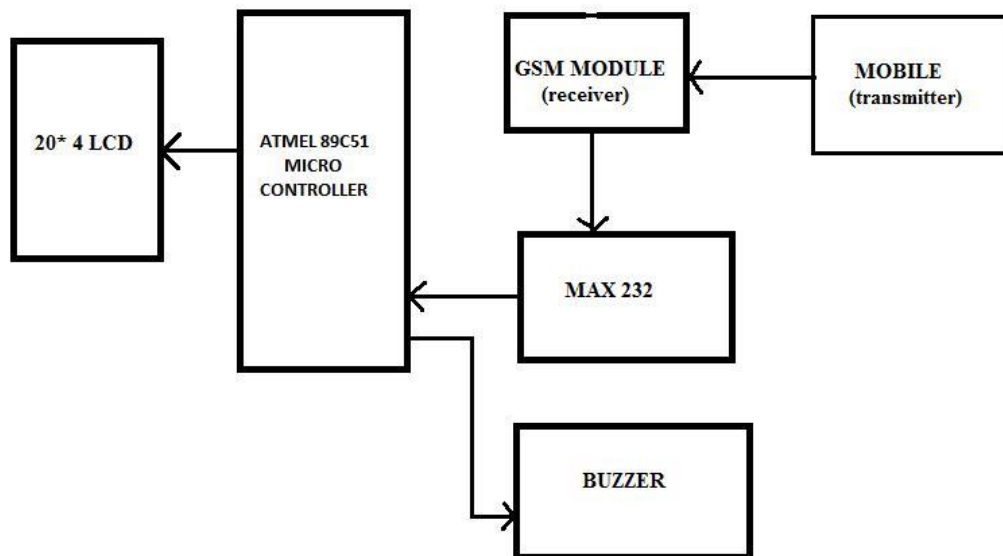 20* 4 LCD
ATMEL 89C51
MICRO
CONTROLLER
GSM MODULE
(receiver)
MOBILE
(transmitter)
MAX 232
BUZZER